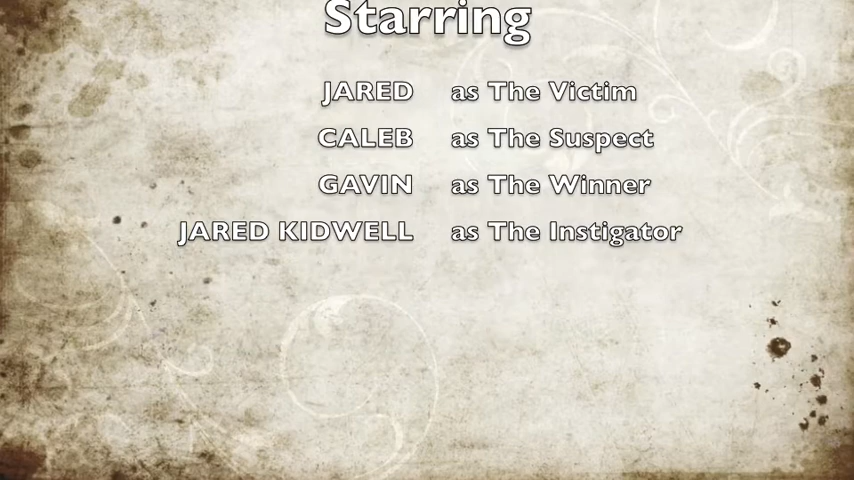 Starring
JARED as The Victim
CALEB as The Suspect
GAVIN as The Winner
JARED KIDWELL as The Instigator